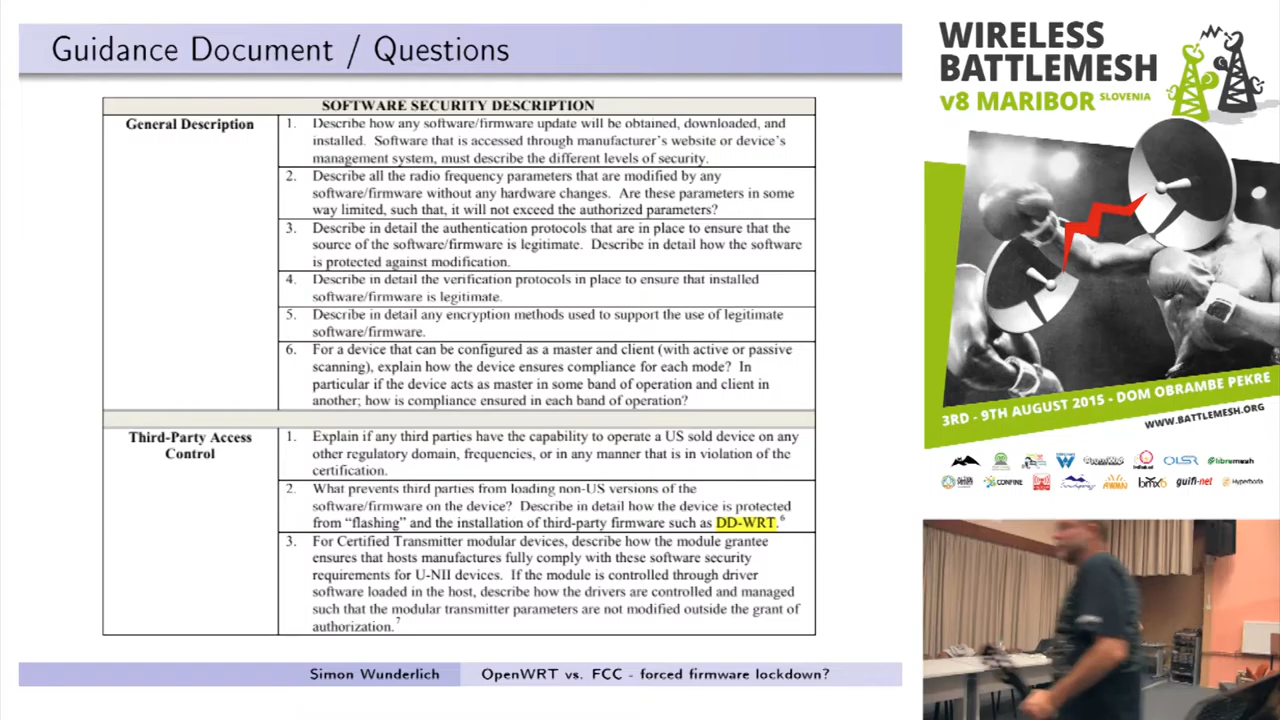 Guidance Document / Questions
SOFTWARE SECURITY DESCRIPTION
General Description
1. Describe how any software/firmware update will be obtained, downloaded, and
installed. Software that is accessed through manufacturer's website or device's
management system, must describe the different levels of security.
2. Describe all the radio frequency parameters that are modified by any
software/firmware without any hardware changes. Are these parameters in some
way limited, such that, it will not exceed the authorized parameters?
3. Describe in detail the authentication protocols that are in place to ensure that the
source of the software/firmware is legitimate. Describe in detail how the software
is protected against modification.
4. Describe in detail the verification protocols in place to ensure that installed
software/firmware is legitimate.
5. Describe in detail any encryption methods used to support the use of legitimate
software/firmware.
6. For a device that can be configured as a master and client (with active or passive
scanning), explain how the device ensures compliance for each mode? In
particular if the device acts as master in some band of operation and client in
another; how is compliance ensured in each band of operation?
Third-Party Access
Control
1. Explain if any third parties have the capability to operate a US sold device on any
other regulatory domain, frequencies, or in any manner that is in violation of the
certification.
2. What prevents third parties from loading non-US versions of the
software/firmware on the device? Describe in detail how the device is protected
from "flashing" and the installation of third-party firmware such as DD-WRT.6
3. For Certified Transmitter modular devices, describe how the module grantee
ensures that hosts manufactures fully comply with these software security
requirements for U-NII devices. If the module is controlled through driver
software loaded in the host, describe how the drivers are controlled and managed
such that the modular transmitter parameters are not modified outside the grant of
authorization.7
Simon Wunderlich
OpenWRT vs. FCC - forced firmware lockdown?
WIRELESS
BATTLEMESH
v8 MARIBOR SLOVENIA
3RD - 9TH AUGUST 2015 - DOM OBRAMBE PEKRE
WWW.BATTLEMESH.ORG
OpenWrt
OLSR
libremesh
CONFINE
AWMN
bmx6
guifi·net
Hyperboria